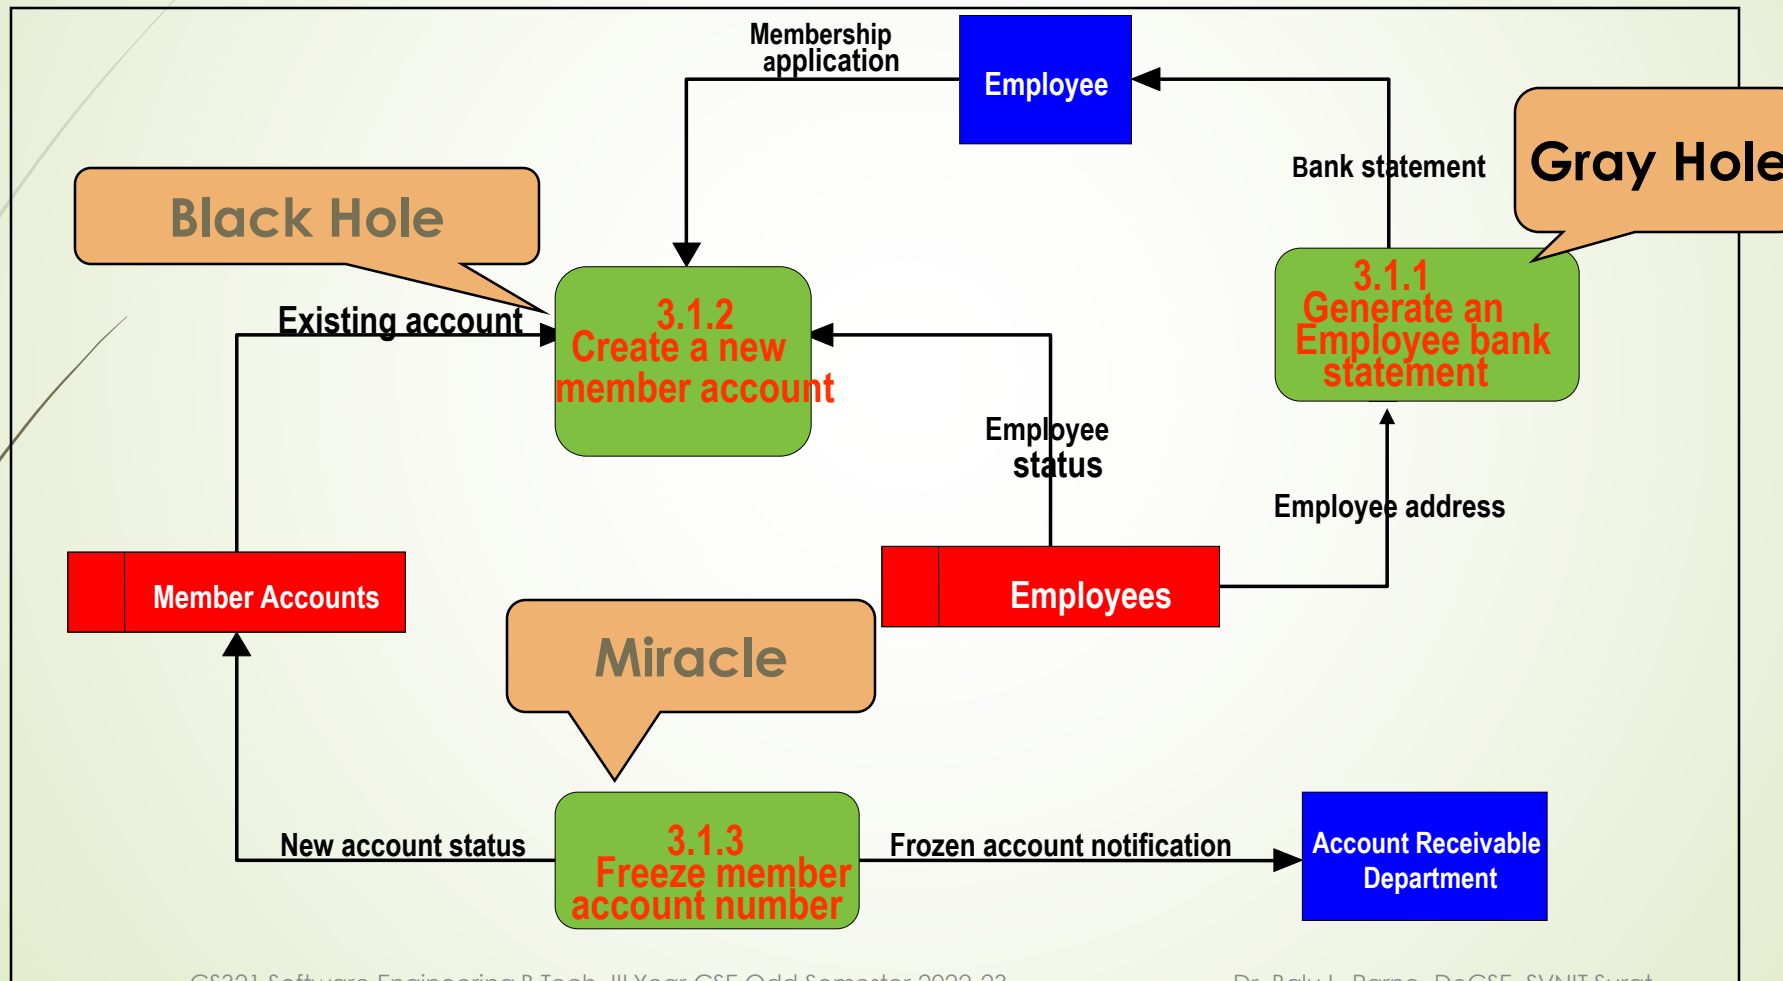 Membership
application
Employee
Bank statement
Gray Hole
Black Hole
Existing account
3.1.2
Create a new
member account
3.1.1
Generate an
Employee bank
statement
Employee
status
Employee address
Member Accounts
Employees
Miracle
New account status
3.1.3
Freeze member
account number
Frozen account notification
Account Receivable
Department